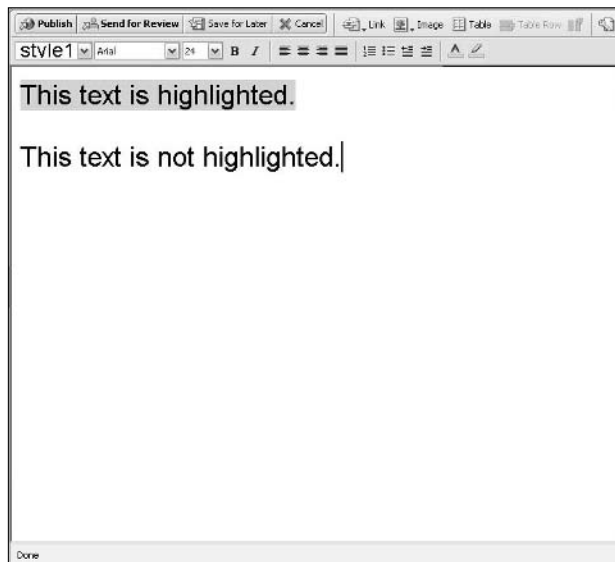 Publish Send for Review Save for Later Cancel Link Image Table Table Row
style1 Arial 24 B I
This text is highlighted.
This text is not highlighted.
Done